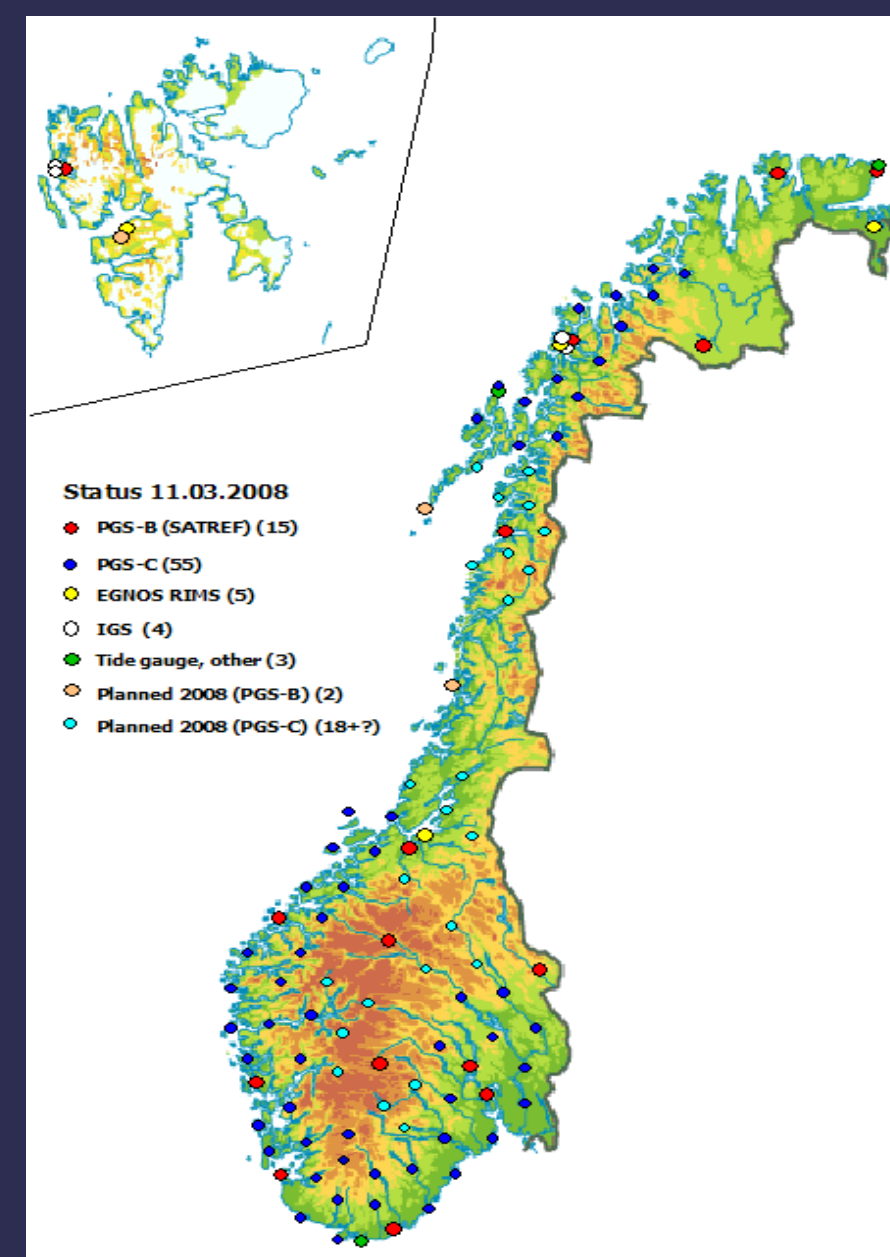 Status 11.03.2008
PGS-B (SATREF) (15)
PGS-C (55)
EGNOS RIMS (5)
IGS (4)
Tide gauge, other (3)
Planned 2008 (PGS-B) (2)
Planned 2008 (PGS-C) (18+?)